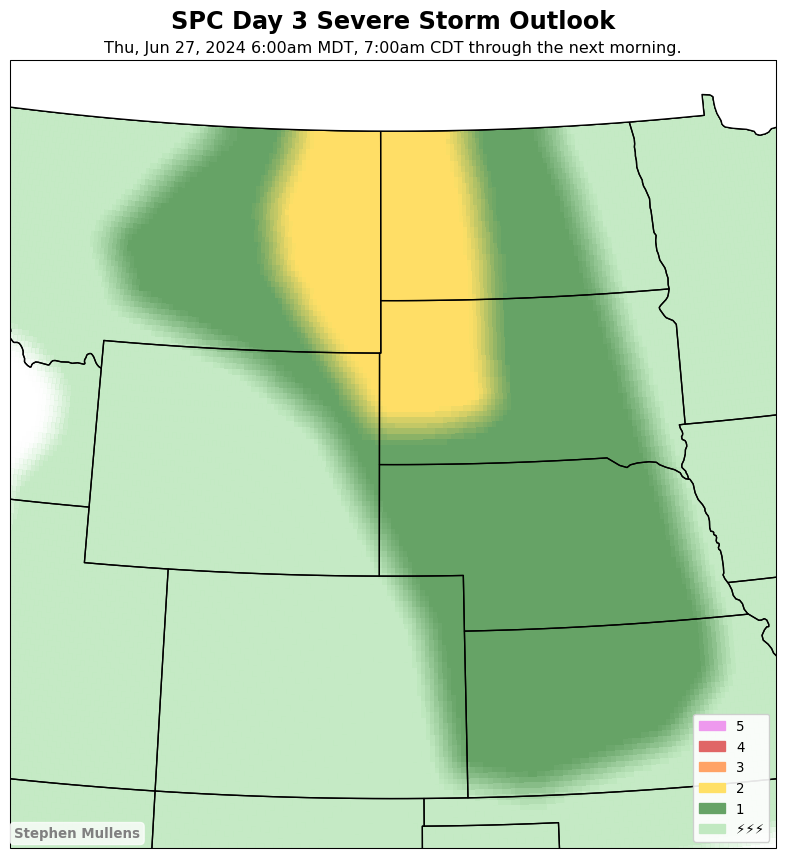 SPC Day 3 Severe Storm Outlook
Thu, Jun 27, 2024 6:00am MDT, 7:00am CDT through the next morning.
5
4
3
2
1
⚡⚡⚡
Stephen Mullens